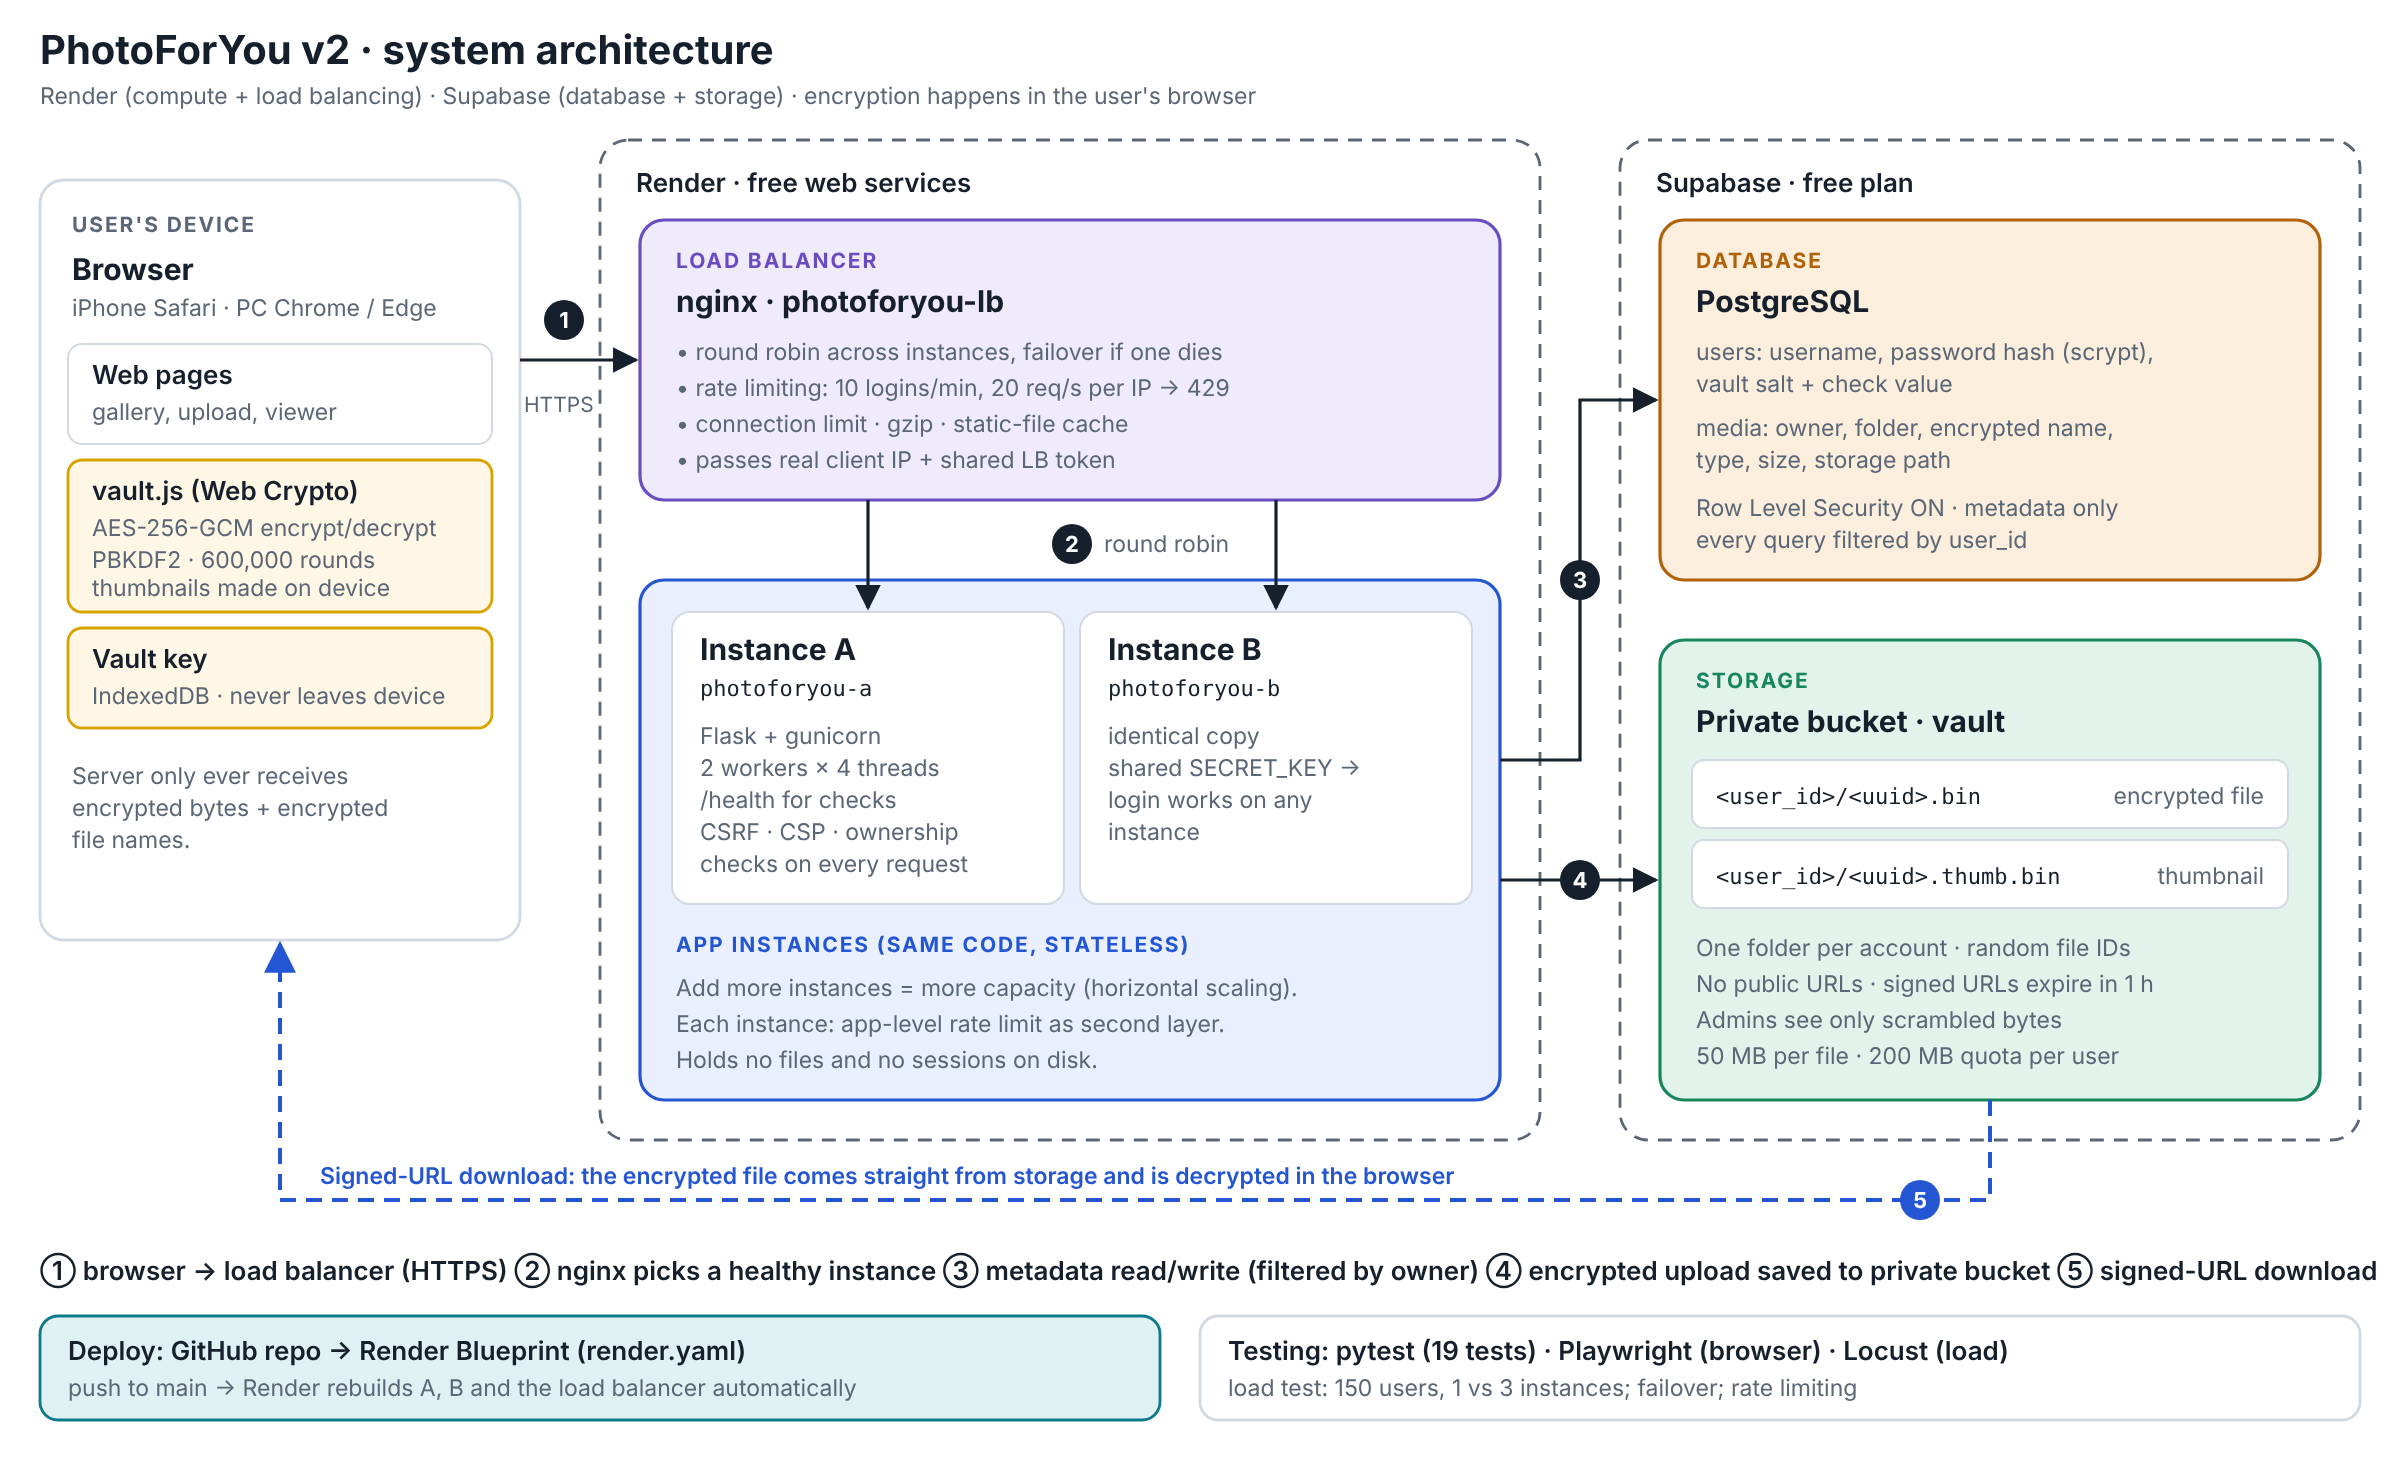 PhotoForYou v2 · system architecture
Render (compute + load balancing) · Supabase (database + storage) · encryption happens in the user's browser
USER'S DEVICE
Browser
iPhone Safari · PC Chrome / Edge
Web pages
gallery, upload, viewer
vault.js (Web Crypto)
AES-256-GCM encrypt/decrypt
PBKDF2 · 600,000 rounds
thumbnails made on device
Vault key
IndexedDB · never leaves device
Server only ever receives
encrypted bytes + encrypted
file names.
1
HTTPS
Render · free web services
LOAD BALANCER
nginx · photoforyou-lb
• round robin across instances, failover if one dies
• rate limiting: 10 logins/min, 20 req/s per IP → 429
• connection limit · gzip · static-file cache
• passes real client IP + shared LB token
2 round robin
Instance A
photoforyou-a
Flask + gunicorn
2 workers × 4 threads
/health for checks
CSRF · CSP · ownership
checks on every request
Instance B
photoforyou-b
identical copy
shared SECRET_KEY →
login works on any
instance
APP INSTANCES (SAME CODE, STATELESS)
Add more instances = more capacity (horizontal scaling).
Each instance: app-level rate limit as second layer.
Holds no files and no sessions on disk.
3
4
Supabase · free plan
DATABASE
PostgreSQL
users: username, password hash (scrypt),
vault salt + check value
media: owner, folder, encrypted name,
type, size, storage path
Row Level Security ON · metadata only
every query filtered by user_id
STORAGE
Private bucket · vault
<user_id>/<uuid>.bin encrypted file
<user_id>/<uuid>.thumb.bin thumbnail
One folder per account · random file IDs
No public URLs · signed URLs expire in 1 h
Admins see only scrambled bytes
50 MB per file · 200 MB quota per user
Signed-URL download: the encrypted file comes straight from storage and is decrypted in the browser
5
① browser → load balancer (HTTPS) ② nginx picks a healthy instance ③ metadata read/write (filtered by owner) ④ encrypted upload saved to private bucket ⑤ signed-URL download
Deploy: GitHub repo → Render Blueprint (render.yaml)
push to main → Render rebuilds A, B and the load balancer automatically
Testing: pytest (19 tests) · Playwright (browser) · Locust (load)
load test: 150 users, 1 vs 3 instances; failover; rate limiting